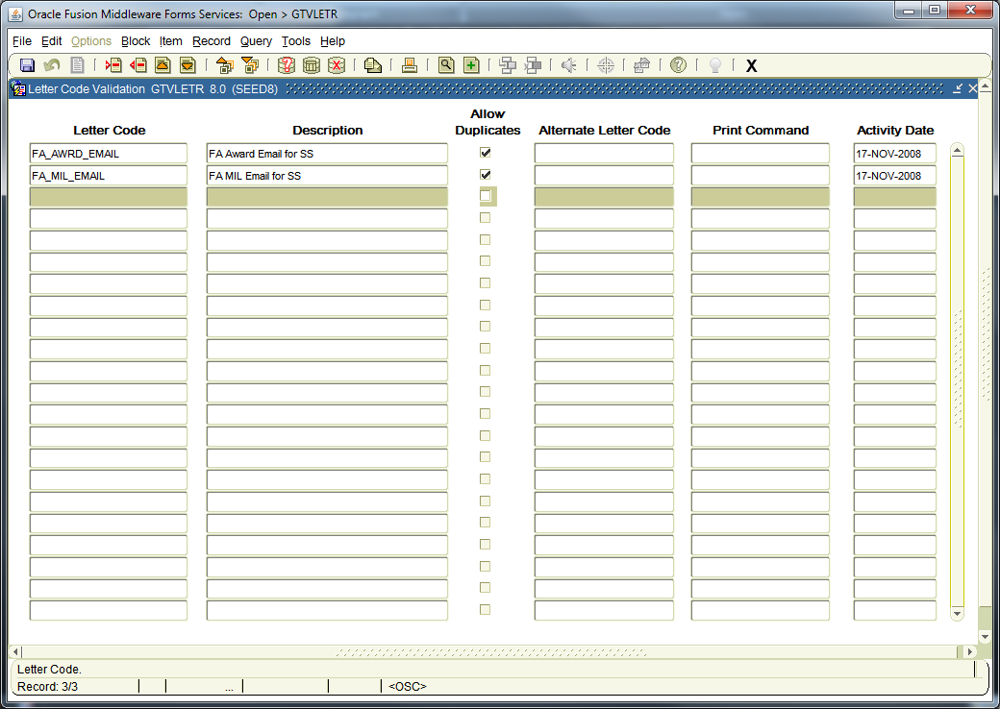 Oracle Fusion Middleware Forms Services: Open > GTVLETR
File Edit Options Block Item Record Query Tools Help
X
Letter Code Validation GTVLETR 8.0 (SEED8)
Letter Code Description Allow Duplicates Alternate Letter Code Print Command Activity Date
FA_AWRD_EMAIL FA Award Email for SS 17-NOV-2008
FA_MIL_EMAIL FA MIL Email for SS 17-NOV-2008
Letter Code.
Record: 3/3 ... <OSC>